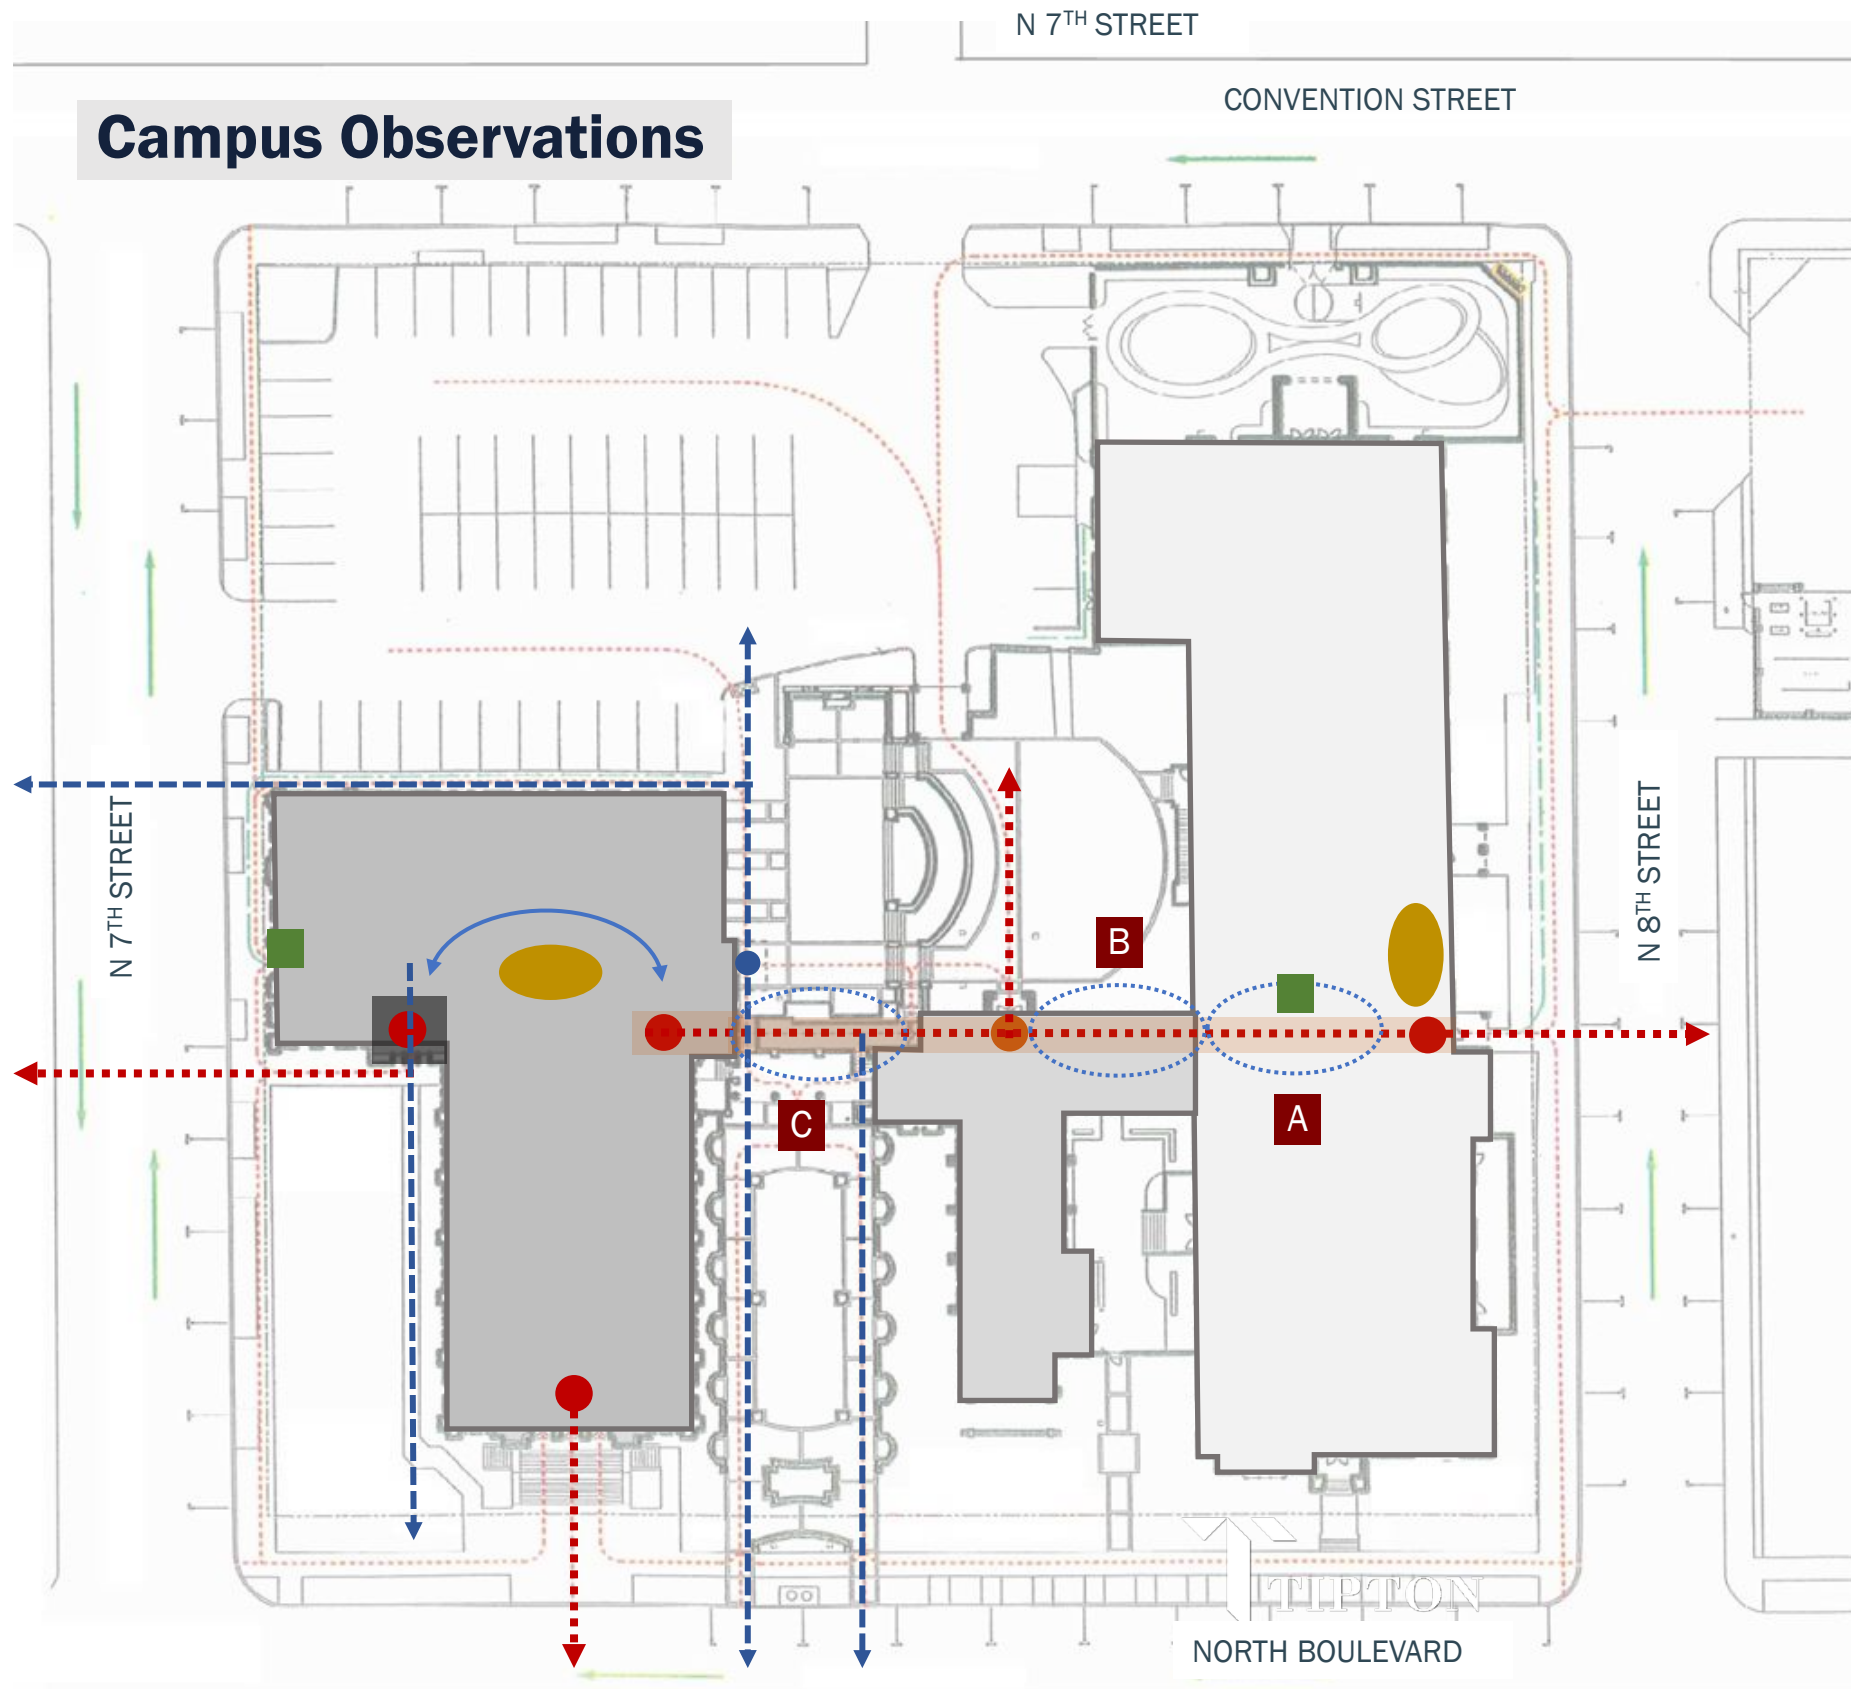 N 7TH STREET
CONVENTION STREET
Campus Observations
N 7TH STREET
N 8TH STREET
B
C
A
TIPTON
NORTH BOULEVARD